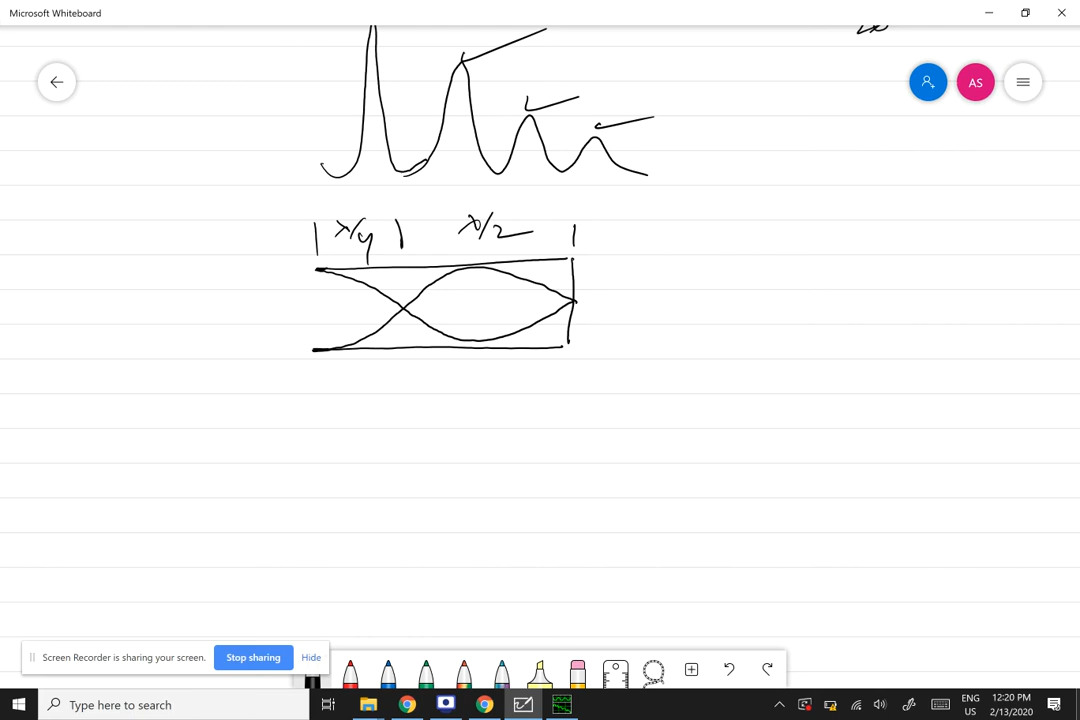 Microsoft Whiteboard
AS
λ/4 λ/2
Screen Recorder is sharing your screen. Stop sharing Hide
Type here to search
ENG
US
12:20 PM
2/13/2020